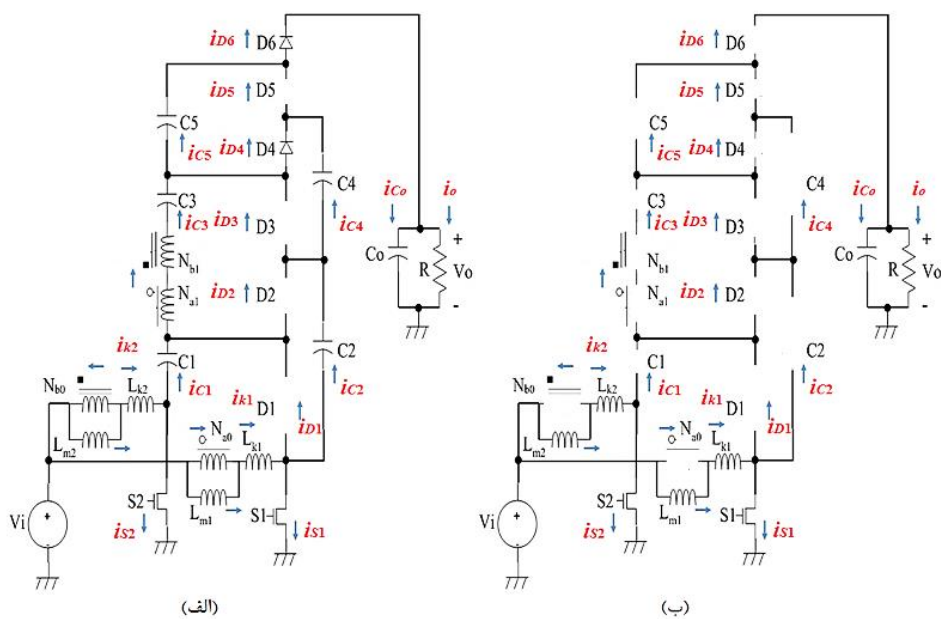 iD6 D6
iD5 D5
C5
iC5 iD4 D4
C4
C3
iC3 iD3 D3 iC4
iCo io
Co R Vo
+
-
Nb1
Na1 iD2 D2
ik2 C1 C2
Nb0 Lk2 iC1 iC2
ik1 D1
Lm2 Na0 Lk1 iD1
S2 Lm1 S1
Vi +
iS2 iS1
(الف)
iD6 D6
iD5 D5
C5
iC5 iD4 D4
C4
C3
iC3 iD3 D3 iC4
iCo io
Co R Vo
+
-
Nb1
Na1 iD2 D2
ik2 C1 C2
Nb0 Lk2 iC1 iC2
ik1 D1
Lm2 Na0 Lk1 iD1
S2 Lm1 S1
Vi +
iS2 iS1
(ب)